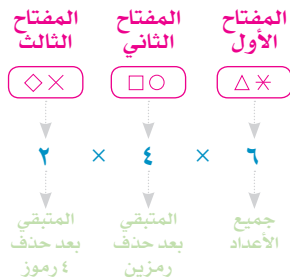 المفتاح الأول المفتاح الثاني المفتاح الثالث
٦ × ٤ × ٢
جميع الأعداد المتبقي بعد حذف رمزين المتبقي بعد حذف ٤ رموز